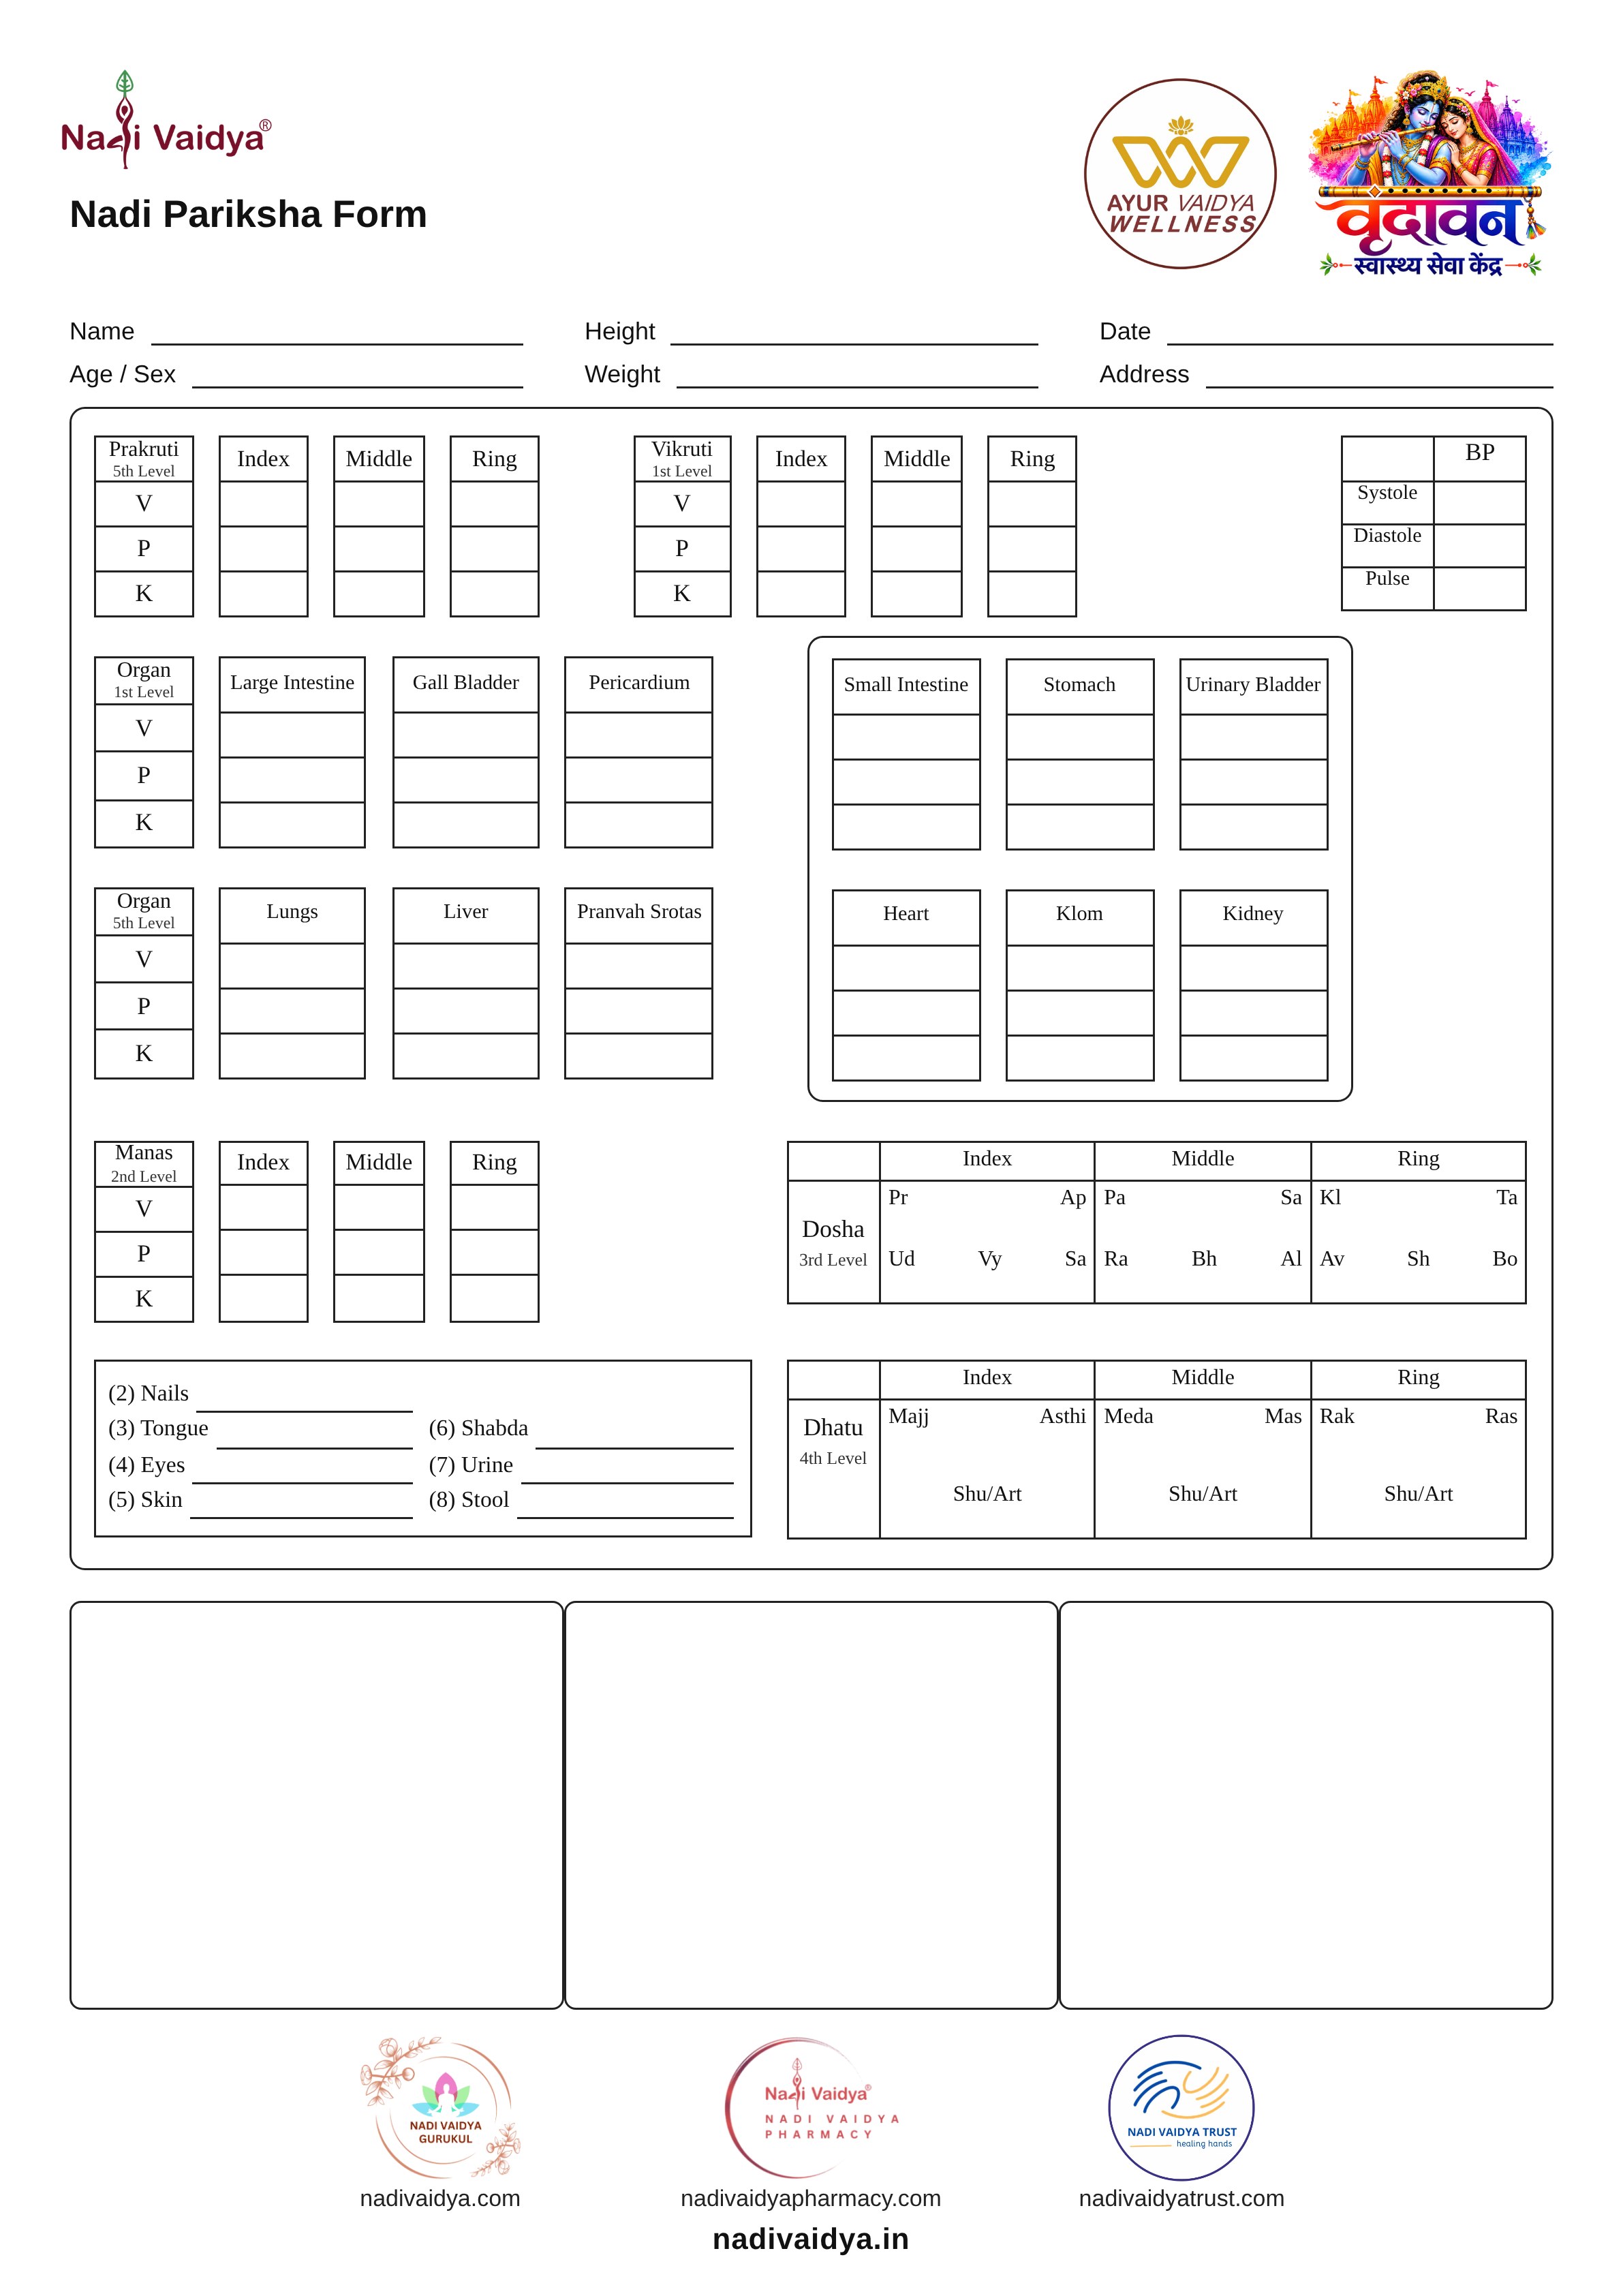 Nadi Vaidya®
Nadi Pariksha Form
AYUR VAIDYA
WELLNESS
वृंदावन
स्वास्थ्य सेवा केंद्र
Name Height Date
Age / Sex Weight Address
Prakruti Index Middle Ring Vikruti Index Middle Ring BP
5th Level 1st Level
V V Systole
P P Diastole
K K Pulse
Organ Large Intestine Gall Bladder Pericardium Small Intestine Stomach Urinary Bladder
1st Level
V
P
K
Organ Lungs Liver Pranvah Srotas Heart Klom Kidney
5th Level
V
P
K
Manas Index Middle Ring Index Middle Ring
2nd Level
V Pr Ap Pa Sa Kl Ta
P Dosha
K 3rd Level Ud Vy Sa Ra Bh Al Av Sh Bo
(2) Nails Index Middle Ring
(3) Tongue (6) Shabda Dhatu Majj Asthi Meda Mas Rak Ras
(4) Eyes (7) Urine 4th Level
(5) Skin (8) Stool Shu/Art Shu/Art Shu/Art
NADI VAIDYA
GURUKUL
Nadi Vaidya®
NADI VAIDYA
PHARMACY
NADI VAIDYA TRUST
healing hands
nadivaidya.com nadivaidyapharmacy.com nadivaidyatrust.com
nadivaidya.in